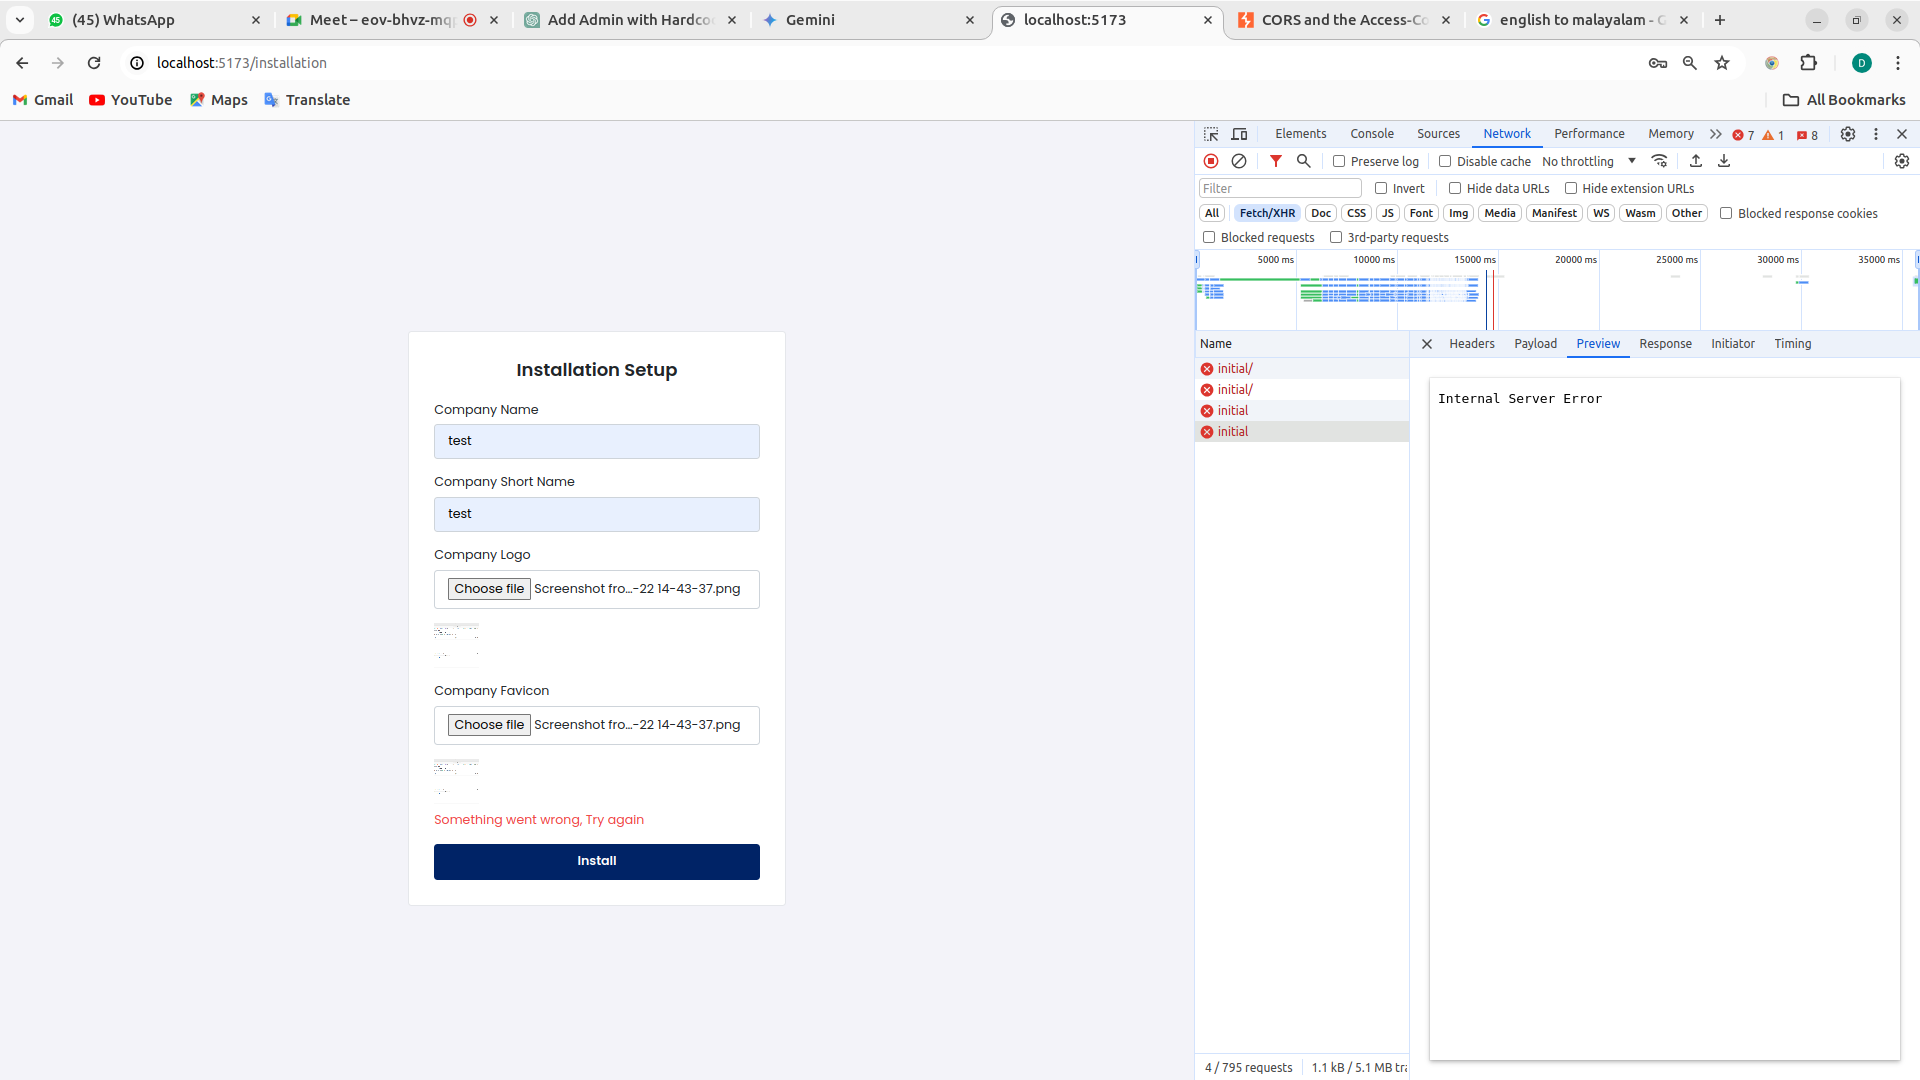 (45) WhatsApp
Meet – eov-bhvz-mqp
Add Admin with Hardco
Gemini
localhost:5173
CORS and the Access-Co
english to malayalam - G
localhost:5173/installation
D
Gmail
YouTube
Maps
Translate
All Bookmarks
Elements
Console
Sources
Network
Performance
Memory
7
1
8
Preserve log
Disable cache
No throttling
Filter
Invert
Hide data URLs
Hide extension URLs
All
Fetch/XHR
Doc
CSS
JS
Font
Img
Media
Manifest
WS
Wasm
Other
Blocked response cookies
Blocked requests
3rd-party requests
5000 ms
10000 ms
15000 ms
20000 ms
25000 ms
30000 ms
35000 ms
Name
Headers
Payload
Preview
Response
Initiator
Timing
initial/
initial/
initial
initial
Internal Server Error
4 / 795 requests
1.1 kB / 5.1 MB tra
Installation Setup
Company Name
test
Company Short Name
test
Company Logo
Choose file Screenshot fro...-22 14-43-37.png
Company Favicon
Choose file Screenshot fro...-22 14-43-37.png
Something went wrong, Try again
Install